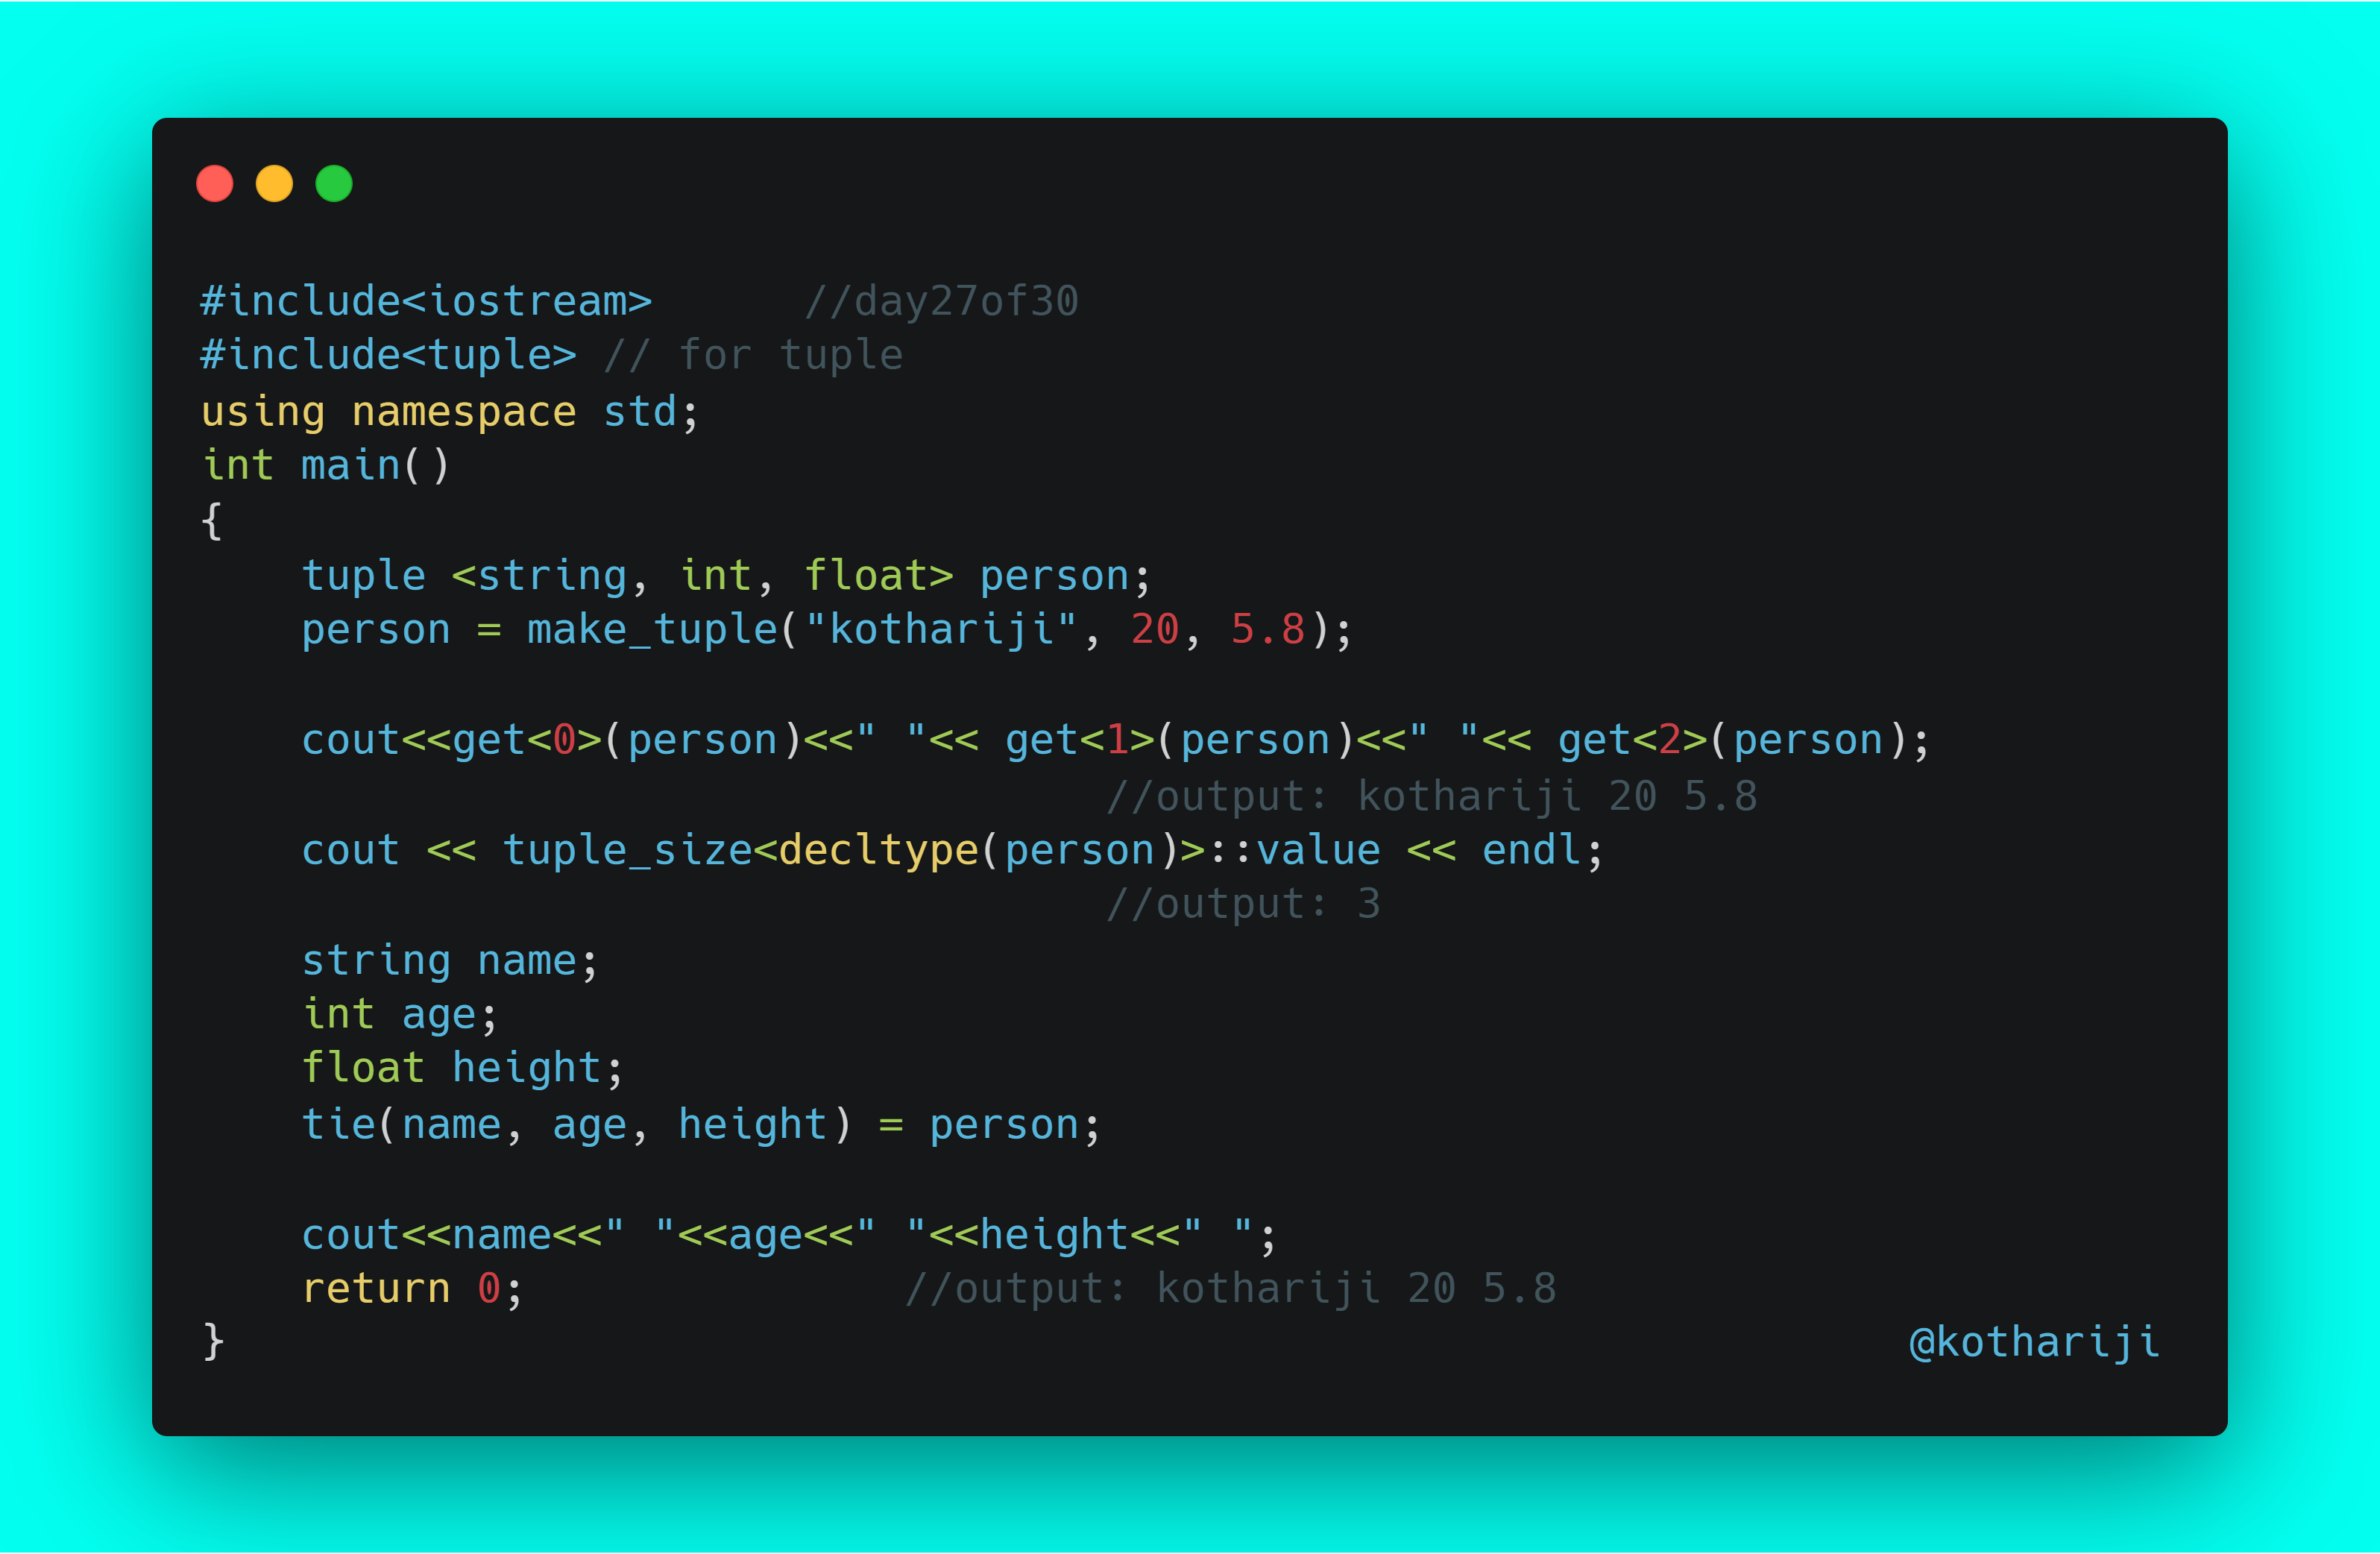 #include<iostream>      //day27of30
#include<tuple> // for tuple
using namespace std;
int main()
{
    tuple <string, int, float> person;
    person = make_tuple("kothariji", 20, 5.8);

    cout<<get<0>(person)<<" "<< get<1>(person)<<" "<< get<2>(person);
                                //output: kothariji 20 5.8
    cout << tuple_size<decltype(person)>::value << endl;
                                //output: 3
    string name;
    int age;
    float height;
    tie(name, age, height) = person;

    cout<<name<<" "<<age<<" "<<height<<" ";
    return 0;               //output: kothariji 20 5.8
}                                                                   @kothariji